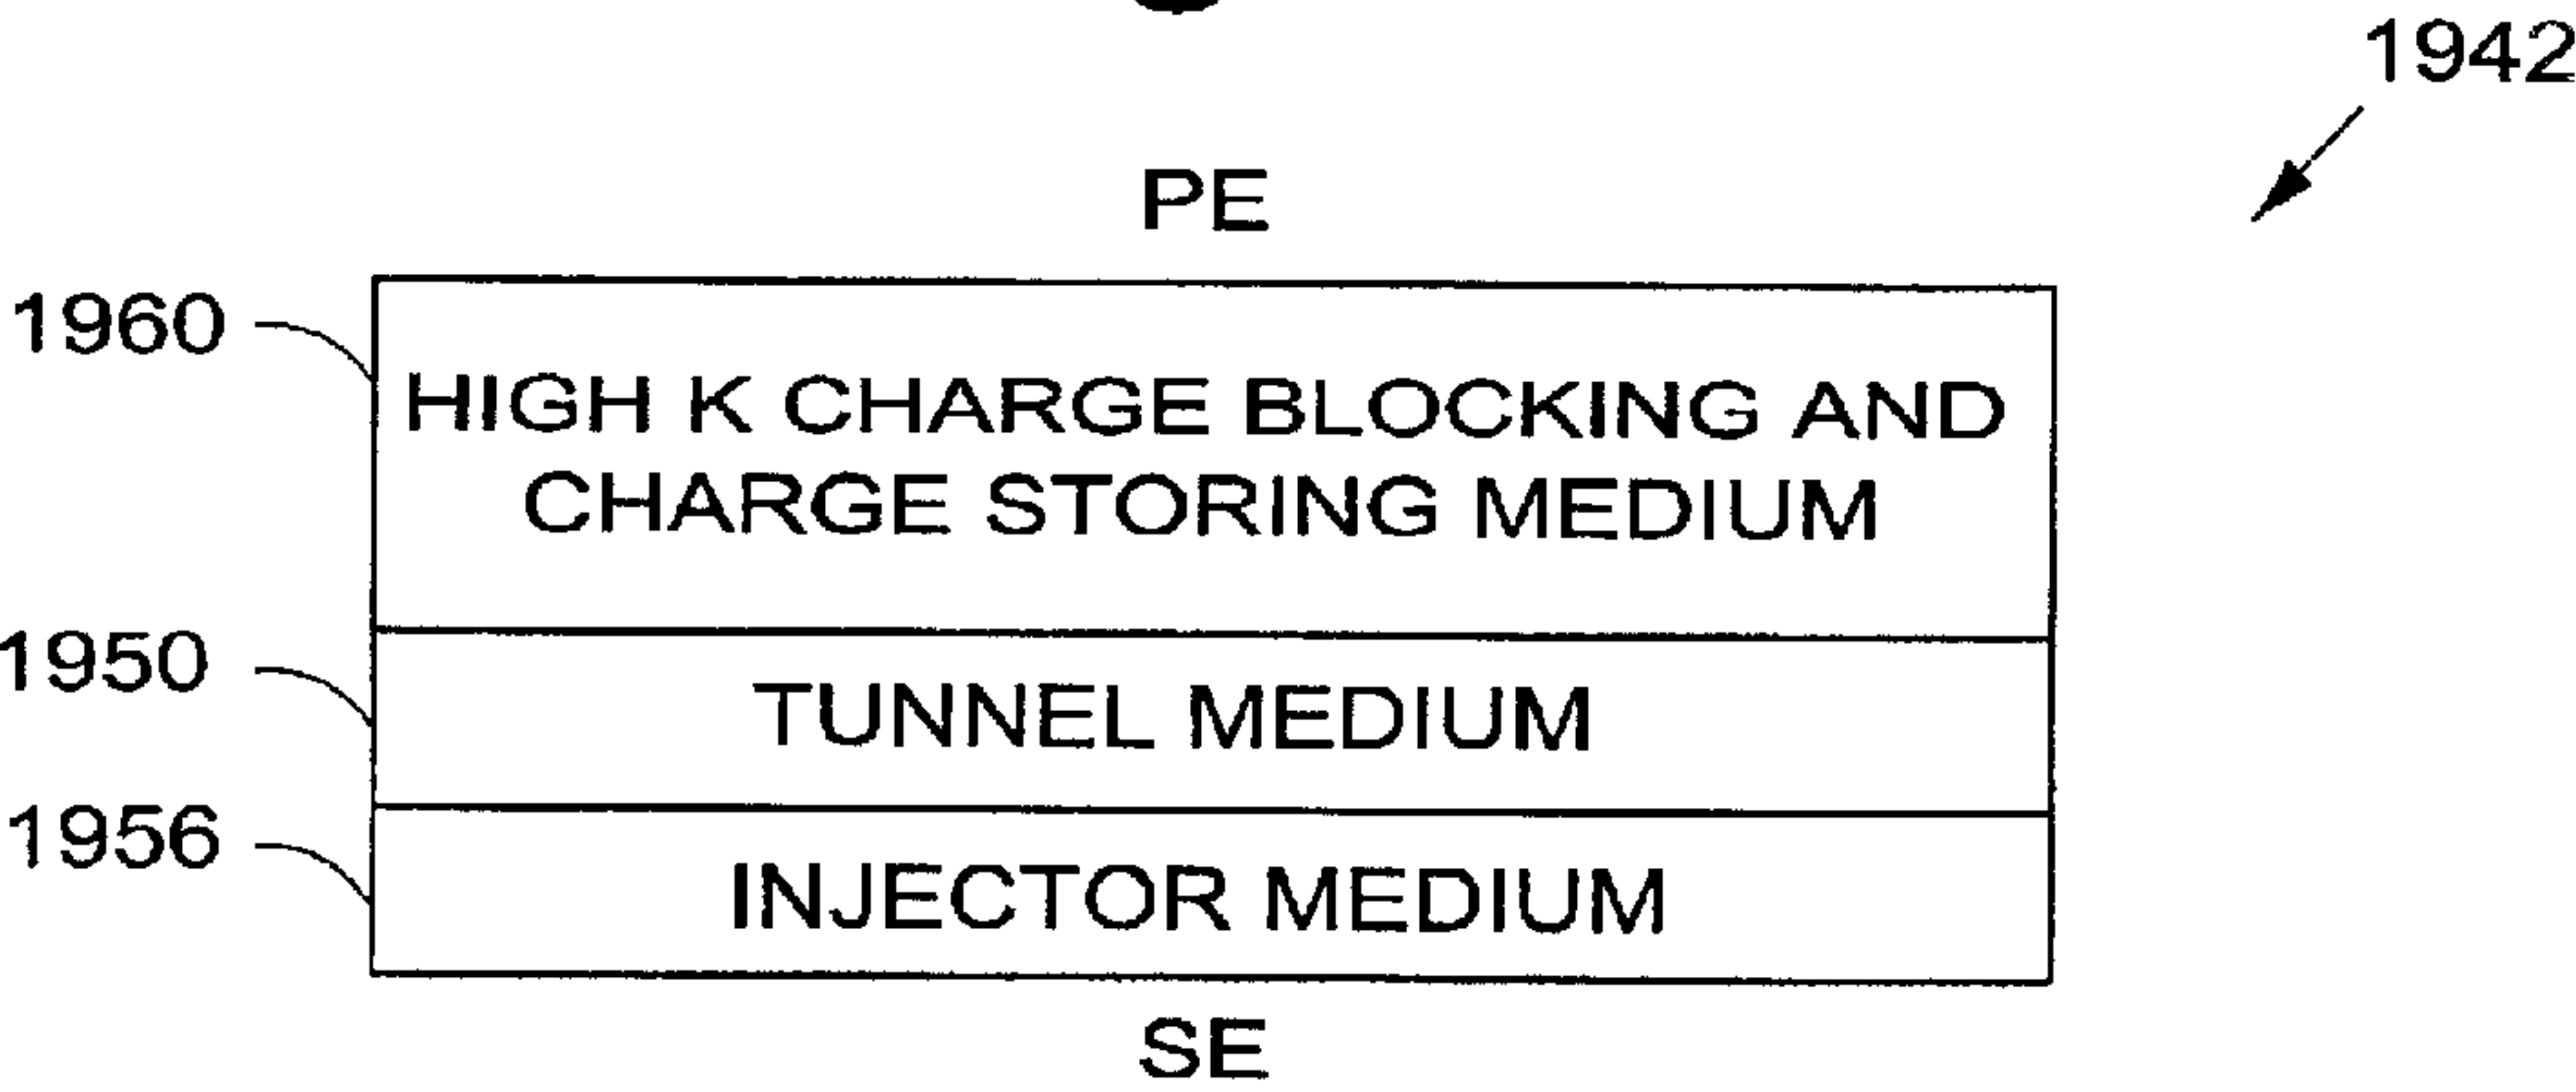 1942
PE
1960
HIGH K CHARGE BLOCKING AND
CHARGE STORING MEDIUM
1950
TUNNEL MEDIUM
1956
INJECTOR MEDIUM
SE